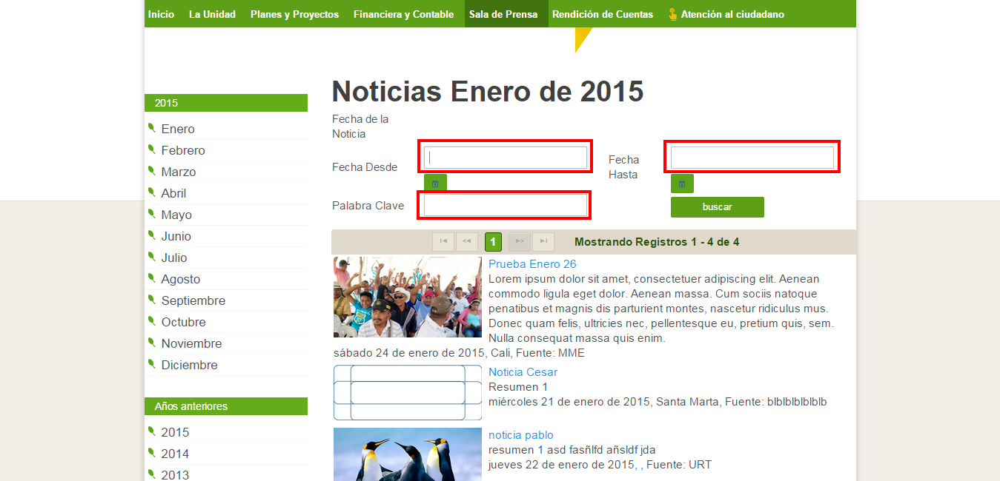 Inicio La Unidad Planes y Proyectos Financiera y Contable Sala de Prensa Rendición de Cuentas Atención al ciudadano
2015
Enero
Febrero
Marzo
Abril
Mayo
Junio
Julio
Agosto
Septiembre
Octubre
Noviembre
Diciembre
Años anteriores
2015
2014
2013
Noticias Enero de 2015
Fecha de la
Noticia
Fecha Desde
Fecha
Hasta
Palabra Clave
buscar
1
Mostrando Registros 1 - 4 de 4
Prueba Enero 26
Lorem ipsum dolor sit amet, consectetuer adipiscing elit. Aenean
commodo ligula eget dolor. Aenean massa. Cum sociis natoque
penatibus et magnis dis parturient montes, nascetur ridiculus mus.
Donec quam felis, ultricies nec, pellentesque eu, pretium quis, sem.
Nulla consequat massa quis enim.
sábado 24 de enero de 2015, Cali, Fuente: MME
Noticia Cesar
Resumen 1
miércoles 21 de enero de 2015, Santa Marta, Fuente: blblblblblblb
noticia pablo
resumen 1 asd fasñlfd añsldf jda
jueves 22 de enero de 2015, , Fuente: URT